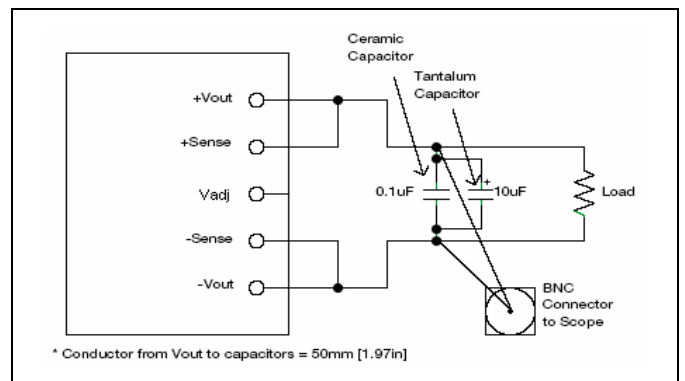 Ceramic
Capacitor
Tantalum
Capacitor
+Vout
+Sense
Vadj
-Sense
-Vout
0.1uF
+
10uF
Load
BNC
Connector
to Scope
* Conductor from Vout to capacitors = 50mm [1.97in]